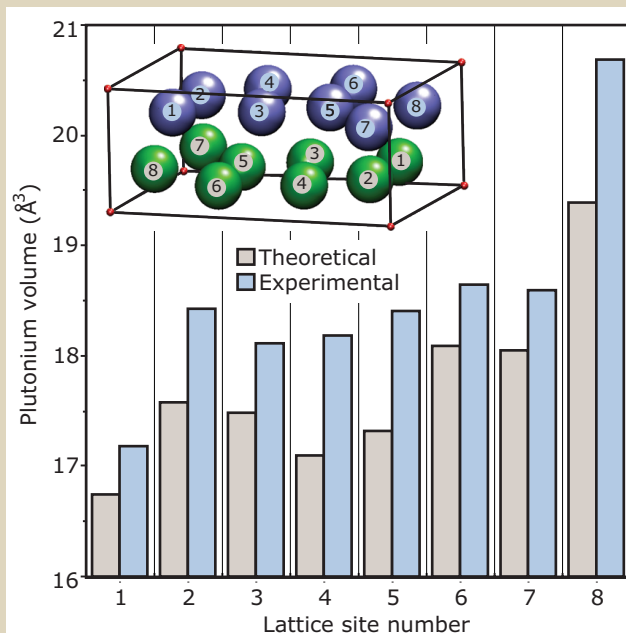 21
20
19
18
17
16
Plutonium volume (Å³)
1 2 3 4 5 6 7 8
7 8 5 6 3 4 2 1
Theoretical
Experimental
1 2 3 4 5 6 7 8
Lattice site number